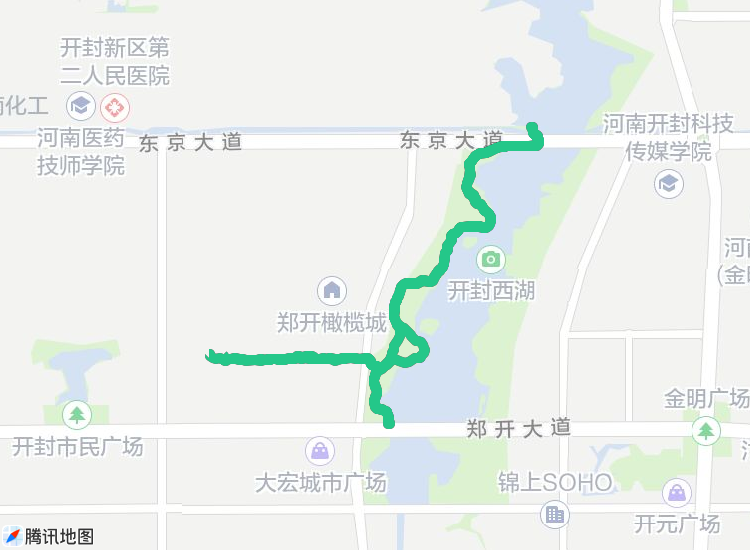 开封新区第
二人民医院
化工
河南医药
技师学院
东京大道
东京大道
河南开封科技
传媒学院
河南
(金明
开封西湖
郑开橄榄城
金明广场
开封市民广场
郑开大道
大宏城市广场
锦上SOHO
开元广场
腾讯地图